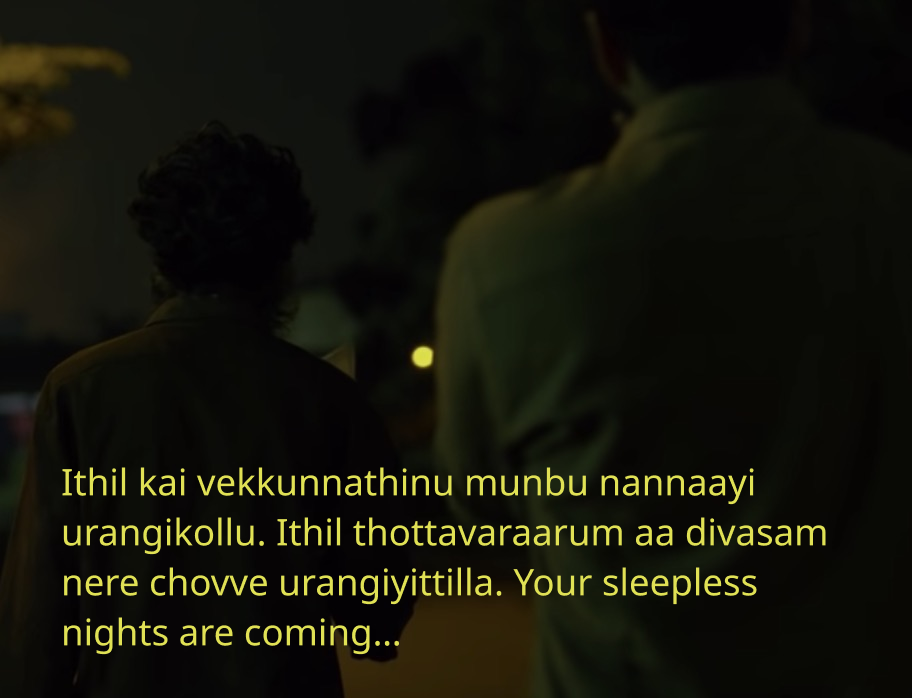 Ithil kai vekkunnathinu munbu nannaayi
urangikollu. Ithil thottavaraarum aa divasam
nere chovve urangiyittilla. Your sleepless
nights are coming...